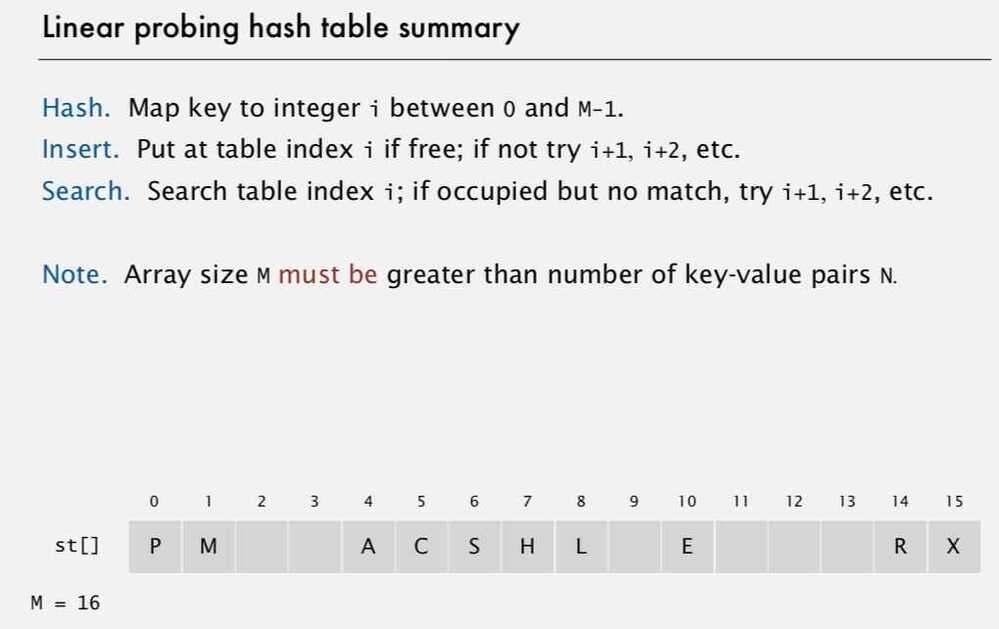 Linear probing hash table summary
Hash. Map key to integer i between 0 and M-1.
Insert. Put at table index i if free; if not try i+1, i+2, etc.
Search. Search table index i; if occupied but no match, try i+1, i+2, etc.
Note. Array size M must be greater than number of key-value pairs N.
0 1 2 3 4 5 6 7 8 9 10 11 12 13 14 15
st[] P M A C S H L E R X
M = 16